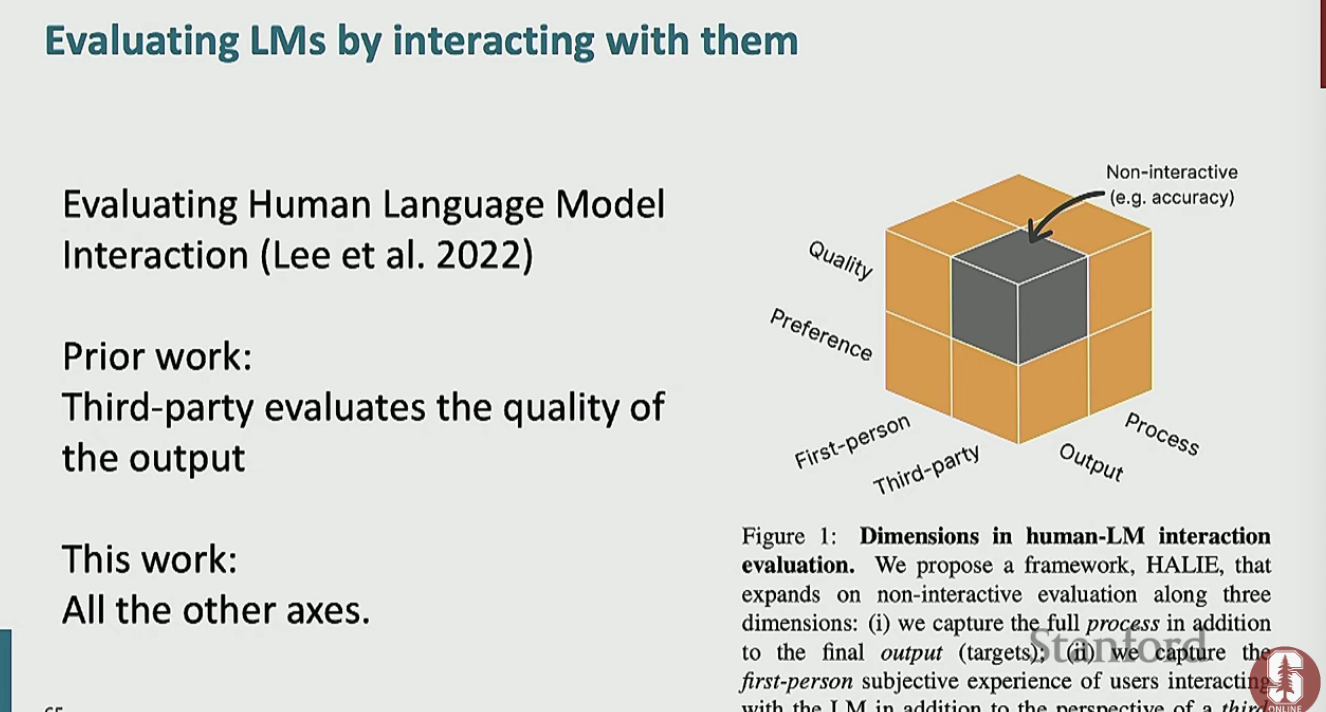 Evaluating LMs by interacting with them
Evaluating Human Language Model
Interaction (Lee et al. 2022)
Prior work:
Third-party evaluates the quality of
the output
This work:
All the other axes.
Non-interactive
(e.g. accuracy)
Quality
Preference
First-person
Third-party
Output
Process
Figure 1: Dimensions in human-LM interaction
evaluation. We propose a framework, HALIE, that
expands on non-interactive evaluation along three
dimensions: (i) we capture the full process in addition
to the final output (targets); (ii) we capture the
first-person subjective experience of users interacting
with the LM in addition to the perspective of a third
Stanford
ONLINE